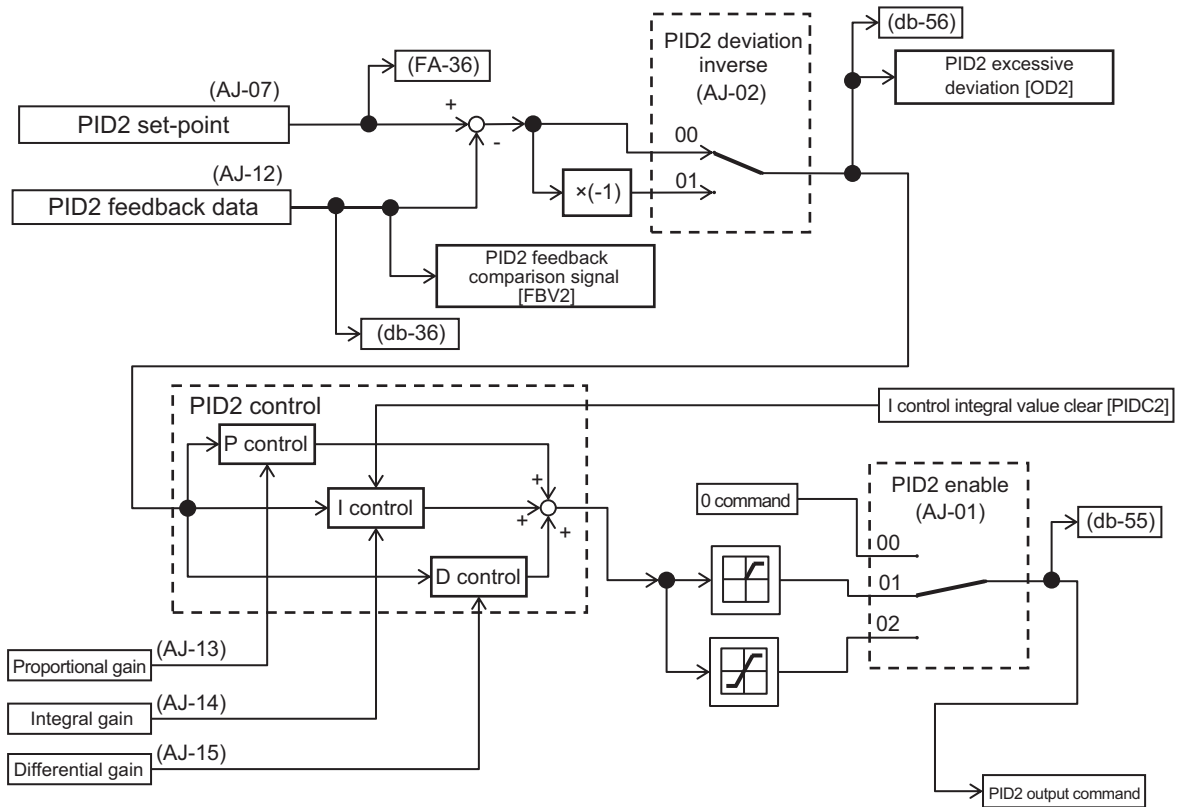 (db-56)
PID2 deviation
inverse
(AJ-02)
PID2 excessive
deviation [OD2]
(FA-36)
(AJ-07)
PID2 set-point
+
-
00
01
×(-1)
(AJ-12)
PID2 feedback data
PID2 feedback
comparison signal
[FBV2]
(db-36)
PID2 control
I control integral value clear [PIDC2]
P control
I control
D control
+
+
+
0 command
PID2 enable
(AJ-01)
00
01
02
(db-55)
(AJ-13)
Proportional gain
(AJ-14)
Integral gain
(AJ-15)
Differential gain
PID2 output command